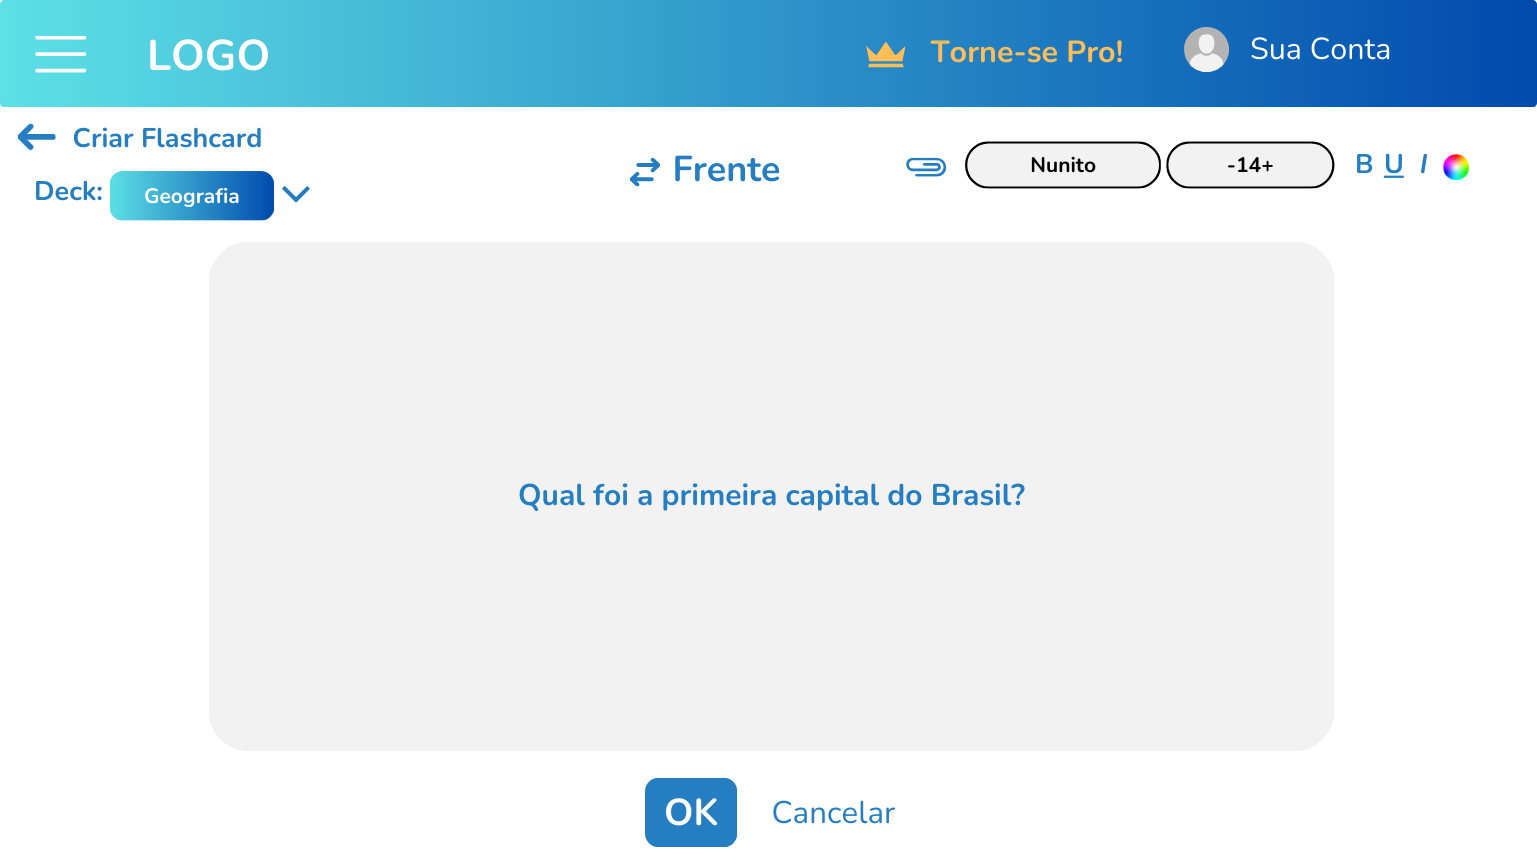 LOGO
Torne-se Pro!
Sua Conta
Criar Flashcard
Deck:
Geografia
Frente
Nunito
-14+
B U I
Qual foi a primeira capital do Brasil?
OK
Cancelar